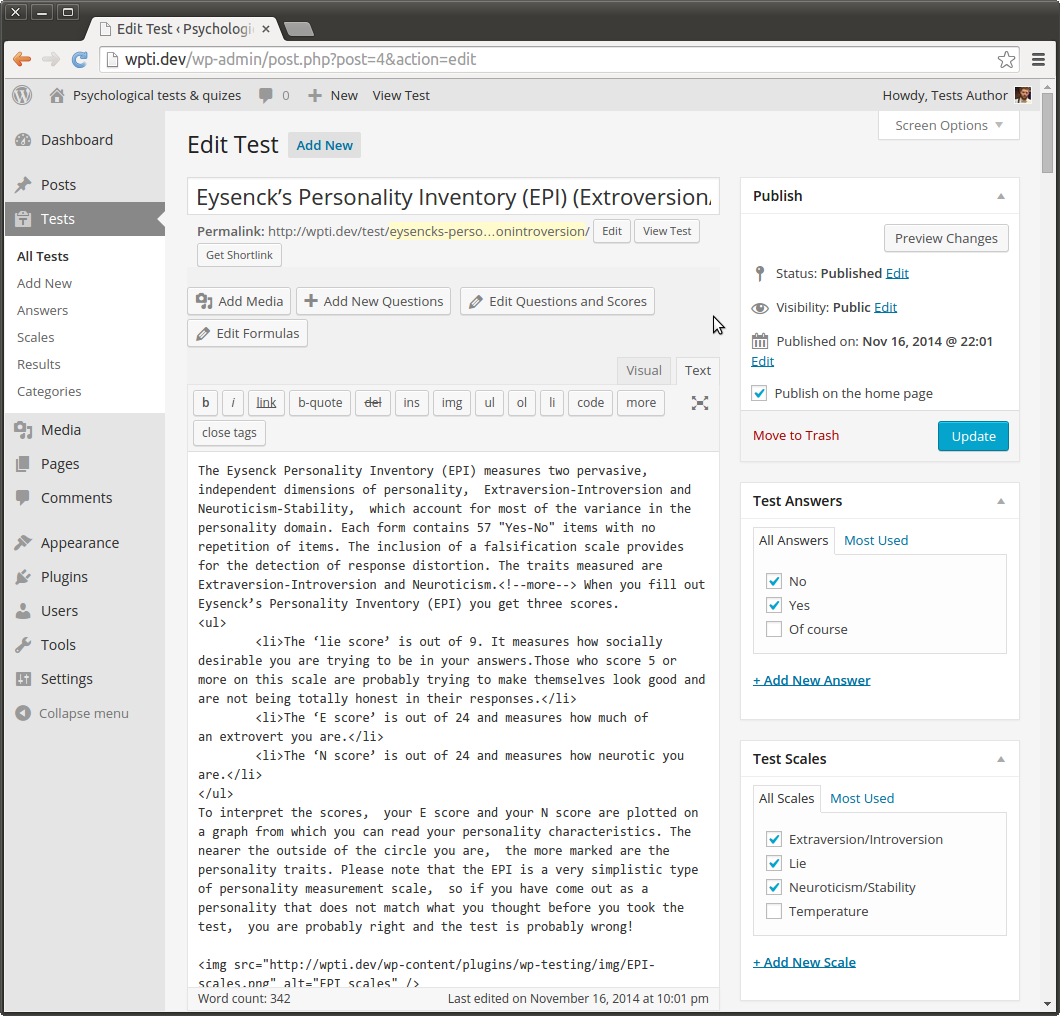 Edit Test ‹ Psychologi
wpti.dev/wp-admin/post.php?post=4&action=edit
Psychological tests & quizes 0 New View Test Howdy, Tests Author
Screen Options
Dashboard
Posts
Tests
All Tests
Add New
Answers
Scales
Results
Categories
Media
Pages
Comments
Appearance
Plugins
Users
Tools
Settings
Collapse menu
Edit Test Add New
Eysenck’s Personality Inventory (EPI) (Extroversion/
Permalink: http://wpti.dev/test/eysencks-perso…onintroversion/ Edit View Test
Get Shortlink
Add Media Add New Questions Edit Questions and Scores
Edit Formulas
Visual Text
b i link b-quote del ins img ul ol li code more
close tags
The Eysenck Personality Inventory (EPI) measures two pervasive,
independent dimensions of personality,  Extraversion-Introversion and
Neuroticism-Stability,  which account for most of the variance in the
personality domain. Each form contains 57 "Yes-No" items with no
repetition of items. The inclusion of a falsification scale provides
for the detection of response distortion. The traits measured are
Extraversion-Introversion and Neuroticism.<!--more--> When you fill out
Eysenck’s Personality Inventory (EPI) you get three scores.
<ul>
<li>The ‘lie score’ is out of 9. It measures how socially
desirable you are trying to be in your answers.Those who score 5 or
more on this scale are probably trying to make themselves look good and
are not being totally honest in their responses.</li>
<li>The ‘E score’ is out of 24 and measures how much of
an extrovert you are.</li>
<li>The ‘N score’ is out of 24 and measures how neurotic you
are.</li>
</ul>
To interpret the scores,  your E score and your N score are plotted on
a graph from which you can read your personality characteristics. The
nearer the outside of the circle you are,  the more marked are the
personality traits. Please note that the EPI is a very simplistic type
of personality measurement scale,  so if you have come out as a
personality that does not match what you thought before you took the
test,  you are probably right and the test is probably wrong!
<img src="http://wpti.dev/wp-content/plugins/wp-testing/img/EPI-
scales.png" alt="EPI scales" />
Word count: 342 Last edited on November 16, 2014 at 10:01 pm
Publish
Preview Changes
Status: Published Edit
Visibility: Public Edit
Published on: Nov 16, 2014 @ 22:01
Edit
Publish on the home page
Move to Trash Update
Test Answers
All Answers Most Used
No
Yes
Of course
+ Add New Answer
Test Scales
All Scales Most Used
Extraversion/Introversion
Lie
Neuroticism/Stability
Temperature
+ Add New Scale